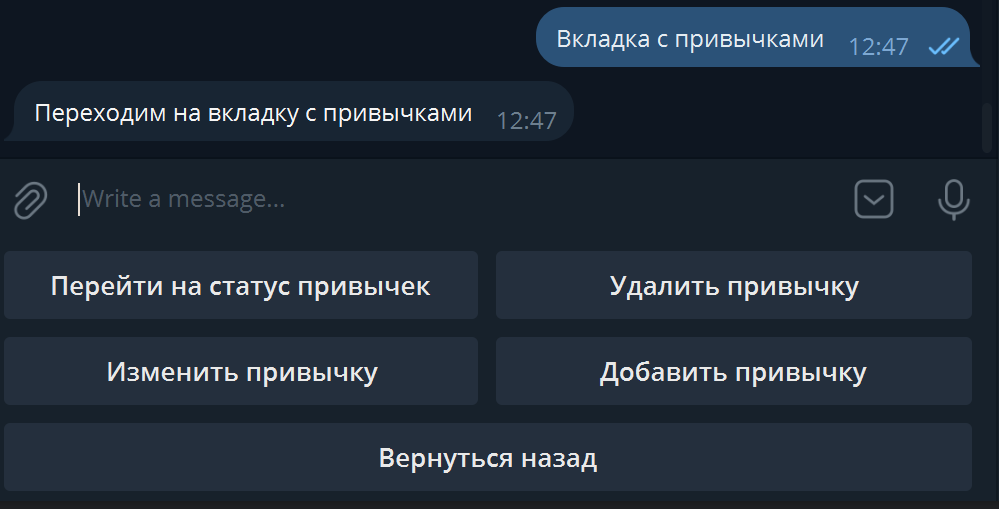 Вкладка с привычками 12:47
Переходим на вкладку с привычками 12:47
Write a message...
Перейти на статус привычек
Удалить привычку
Изменить привычку
Добавить привычку
Вернуться назад